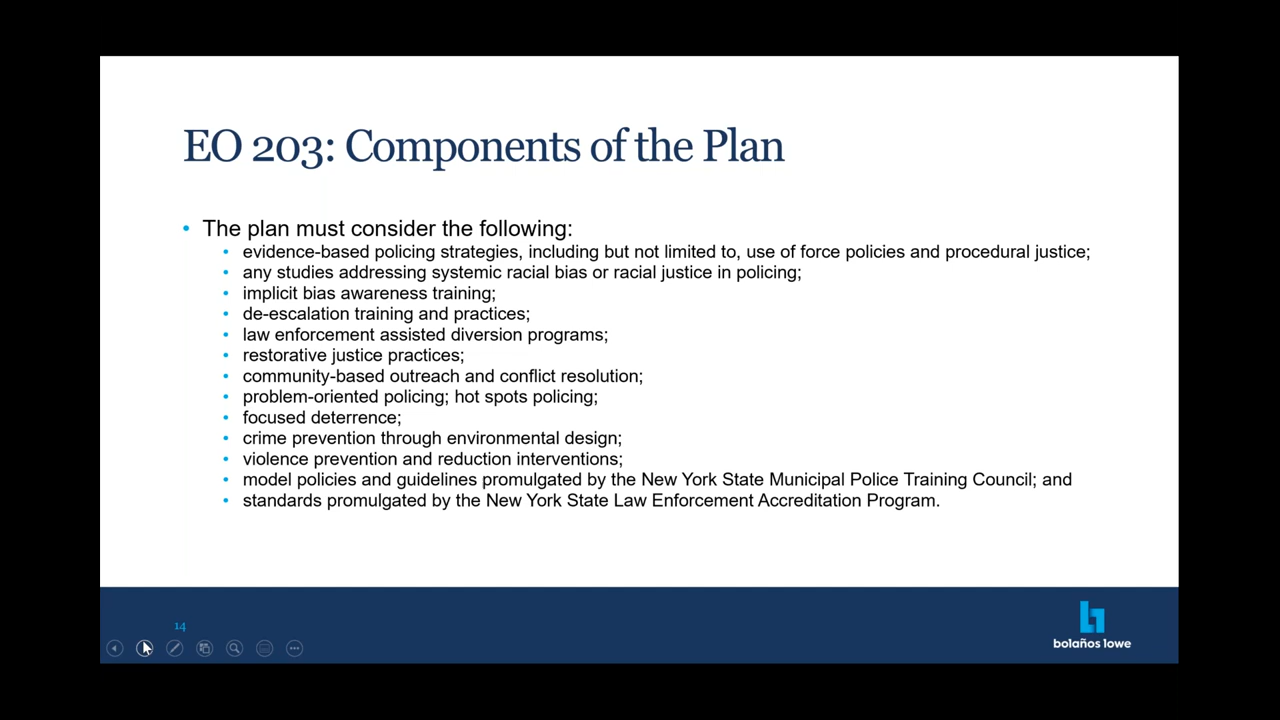 EO 203: Components of the Plan
• The plan must consider the following:
• evidence-based policing strategies, including but not limited to, use of force policies and procedural justice;
• any studies addressing systemic racial bias or racial justice in policing;
• implicit bias awareness training;
• de-escalation training and practices;
• law enforcement assisted diversion programs;
• restorative justice practices;
• community-based outreach and conflict resolution;
• problem-oriented policing; hot spots policing;
• focused deterrence;
• crime prevention through environmental design;
• violence prevention and reduction interventions;
• model policies and guidelines promulgated by the New York State Municipal Police Training Council; and
• standards promulgated by the New York State Law Enforcement Accreditation Program.
14
bolaños lowe